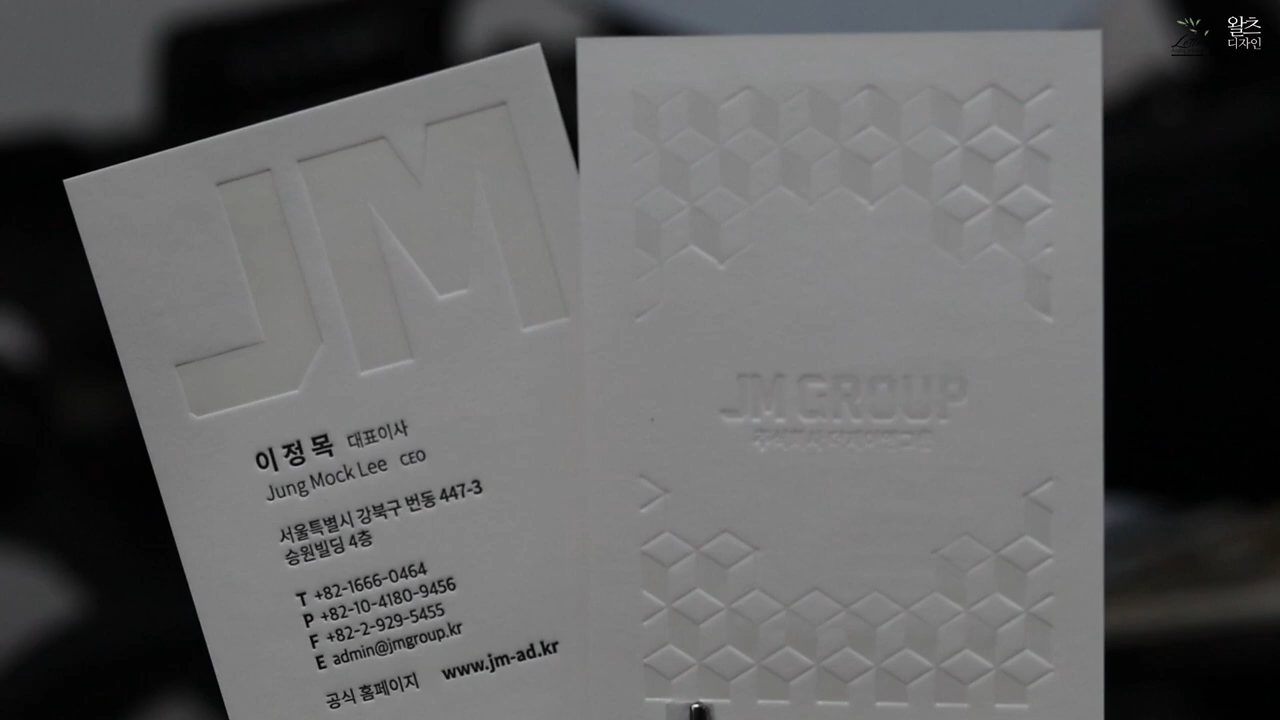 JM
이정목 대표이사
Jung Mock Lee CEO
서울특별시 강북구 번동 447-3
승원빌딩 4층
T +82-1666-0464
P +82-10-4180-9456
F +82-2-929-5455
E admin@jmgroup.kr
공식 홈페이지 www.jm-ad.kr
JM GROUP
왈츠
디자인